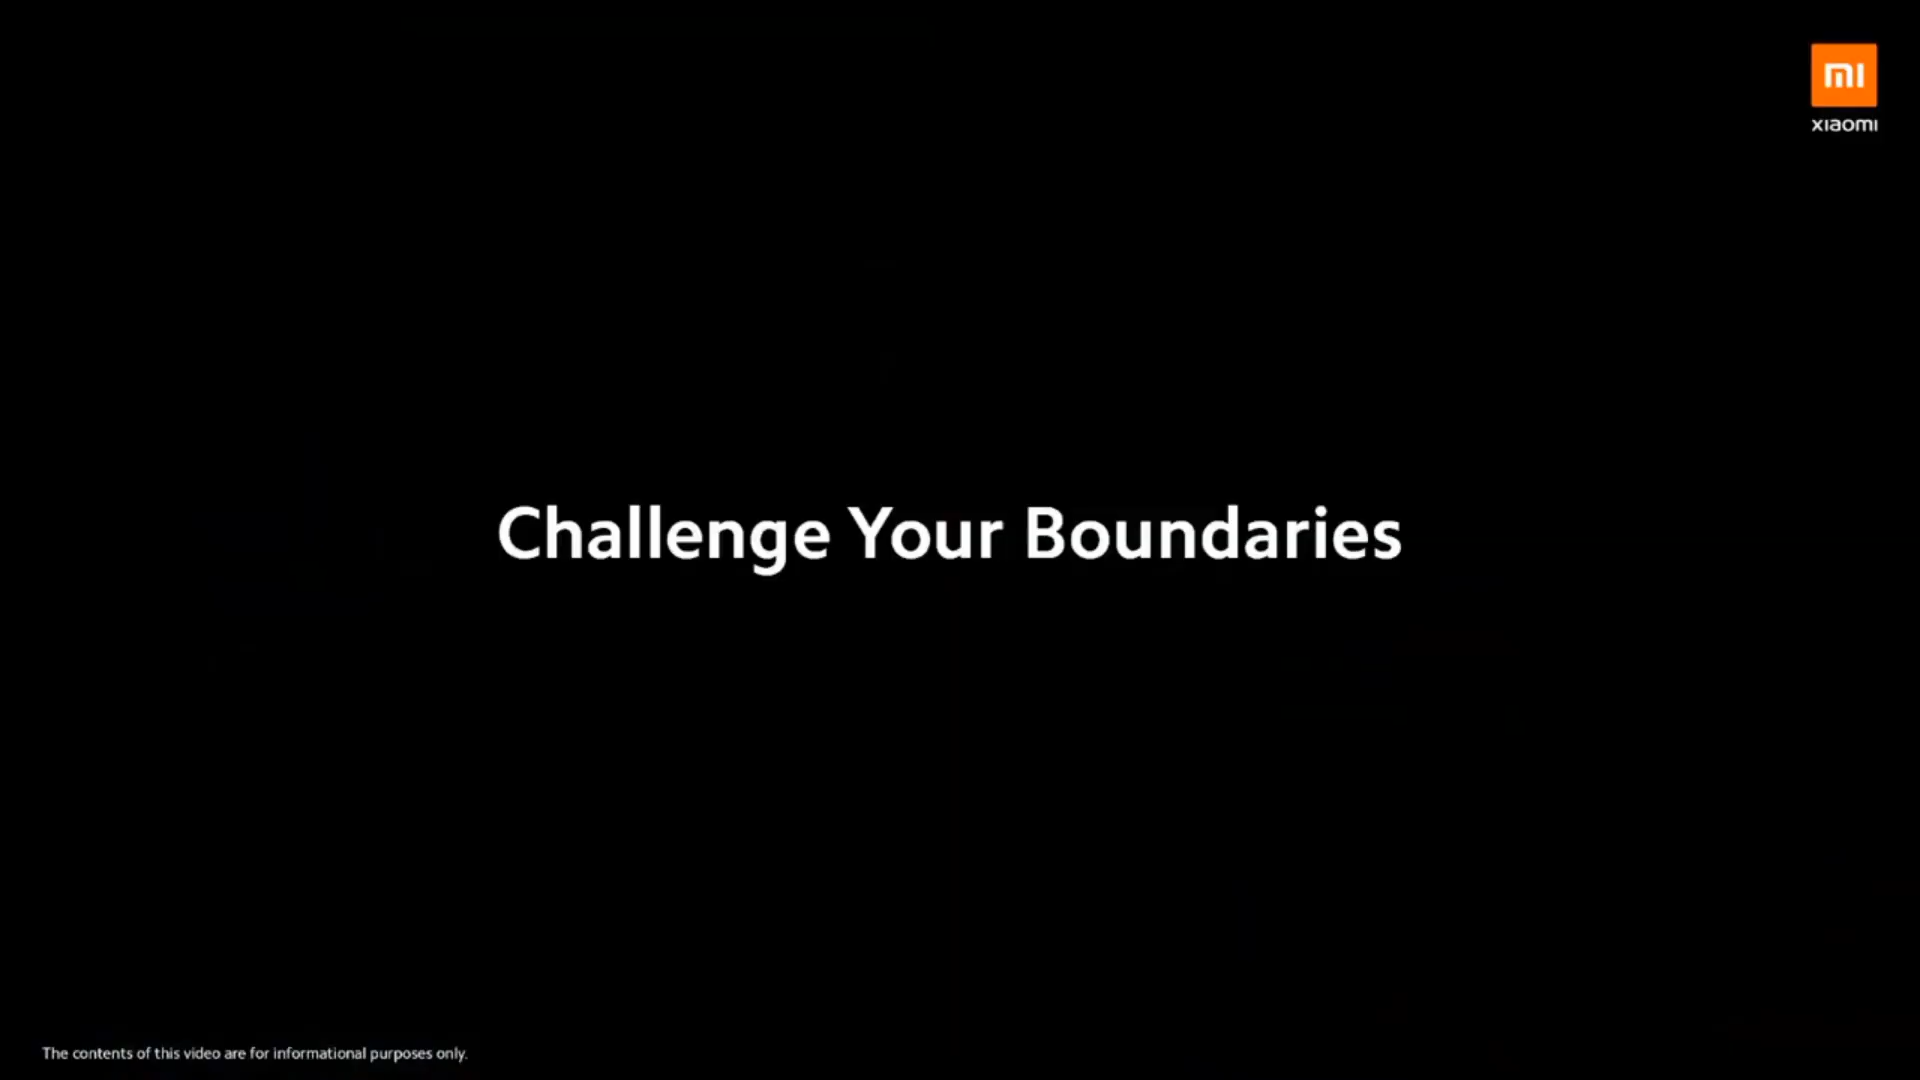 mi
xiaomi
Challenge Your Boundaries
The contents of this video are for informational purposes only.